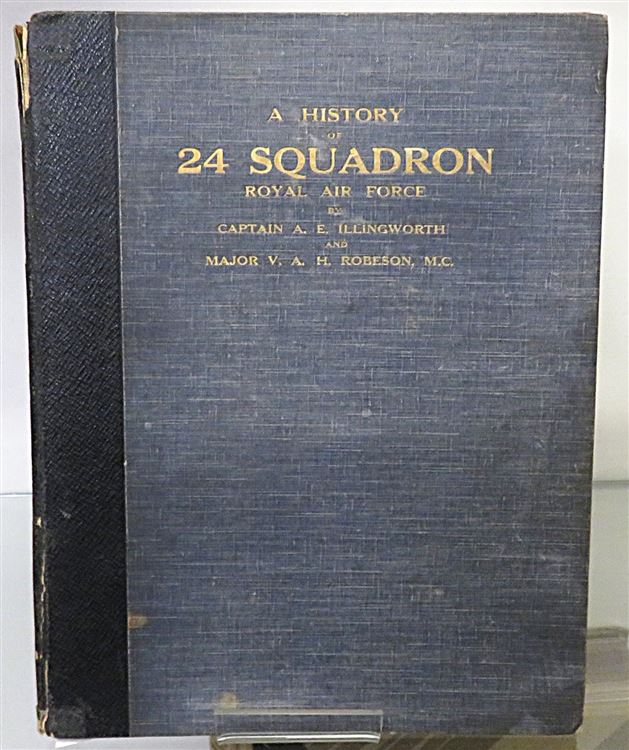 A HISTORY
OF
24 SQUADRON
ROYAL AIR FORCE
BY
CAPTAIN A. E. ILLINGWORTH
AND
MAJOR V. A. H. ROBESON, M.C.